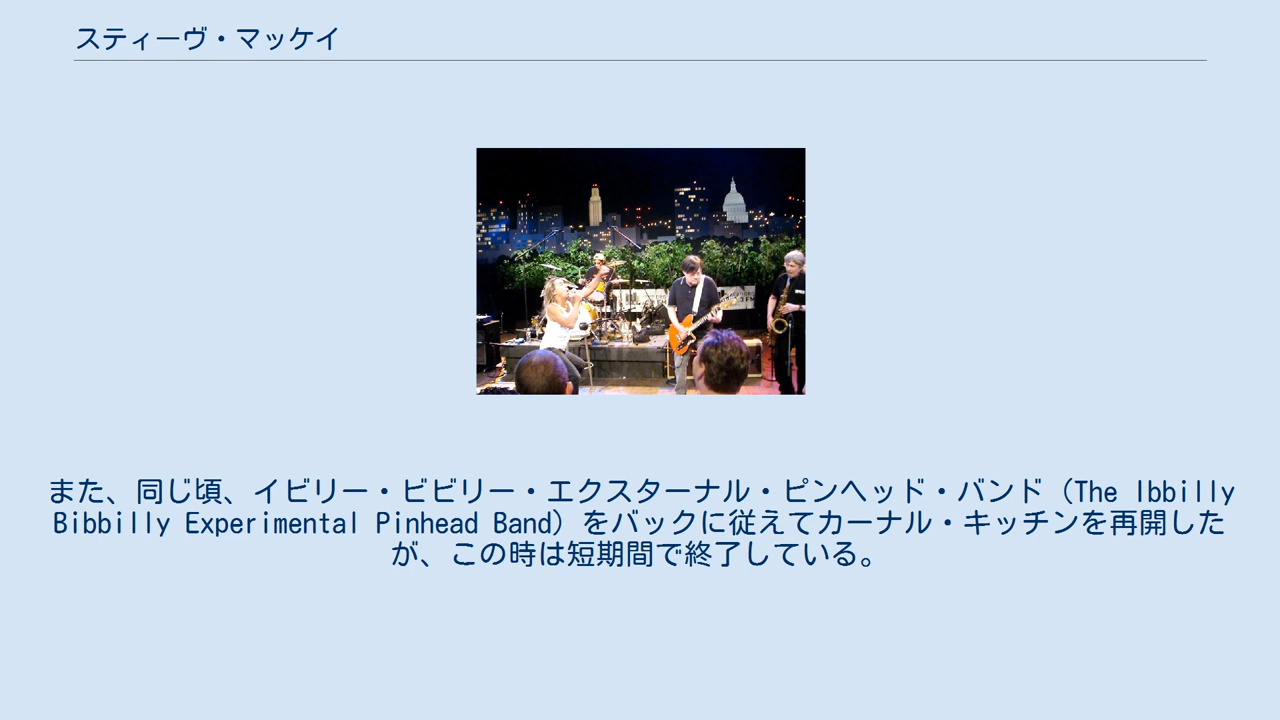 スティーヴ・マッケイ
また、同じ頃、イビリー・ビビリー・エクスターナル・ピンヘッド・バンド（The Ibbilly
Bibbilly Experimental Pinhead Band）をバックに従えてカーナル・キッチンを再開した
が、この時は短期間で終了している。